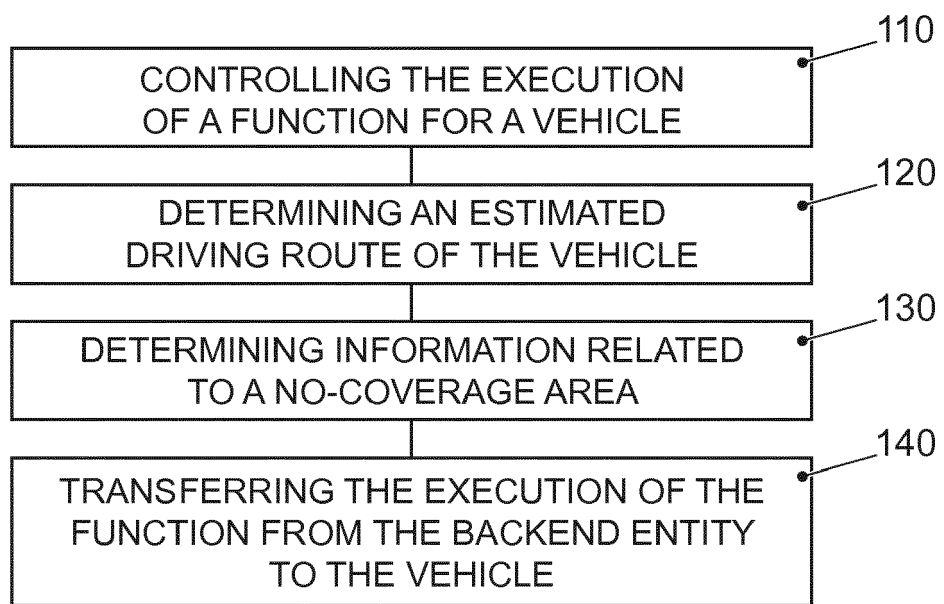 110
CONTROLLING THE EXECUTION
OF A FUNCTION FOR A VEHICLE
120
DETERMINING AN ESTIMATED
DRIVING ROUTE OF THE VEHICLE
130
DETERMINING INFORMATION RELATED
TO A NO-COVERAGE AREA
140
TRANSFERRING THE EXECUTION OF THE
FUNCTION FROM THE BACKEND ENTITY
TO THE VEHICLE